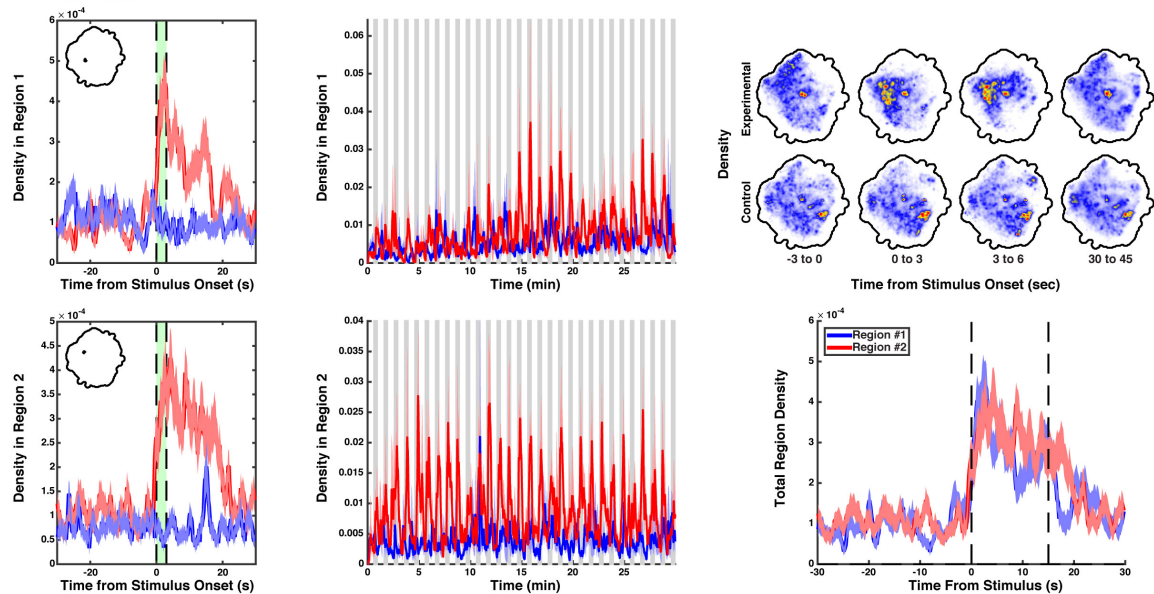 6 × 10⁻⁴
5
4
3
2
1
0
-20 0 20
Density in Region 1
Time from Stimulus Onset (s)
0.06
0.05
0.04
0.03
0.02
0.01
0
0 5 10 15 20 25
Density in Region 1
Time (min)
Density
Experimental
Control
-3 to 0 0 to 3 3 to 6 30 to 45
Time from Stimulus Onset (sec)
5 × 10⁻⁴
4.5
4
3.5
3
2.5
2
1.5
1
0.5
0
-20 0 20
Density in Region 2
Time from Stimulus Onset (s)
0.04
0.035
0.03
0.025
0.02
0.015
0.01
0.005
0
0 5 10 15 20 25
Density in Region 2
Time (min)
6 × 10⁻⁴
5
4
3
2
1
0
-30 -20 -10 0 10 20 30
Total Region Density
Time From Stimulus (s)
Region #1
Region #2